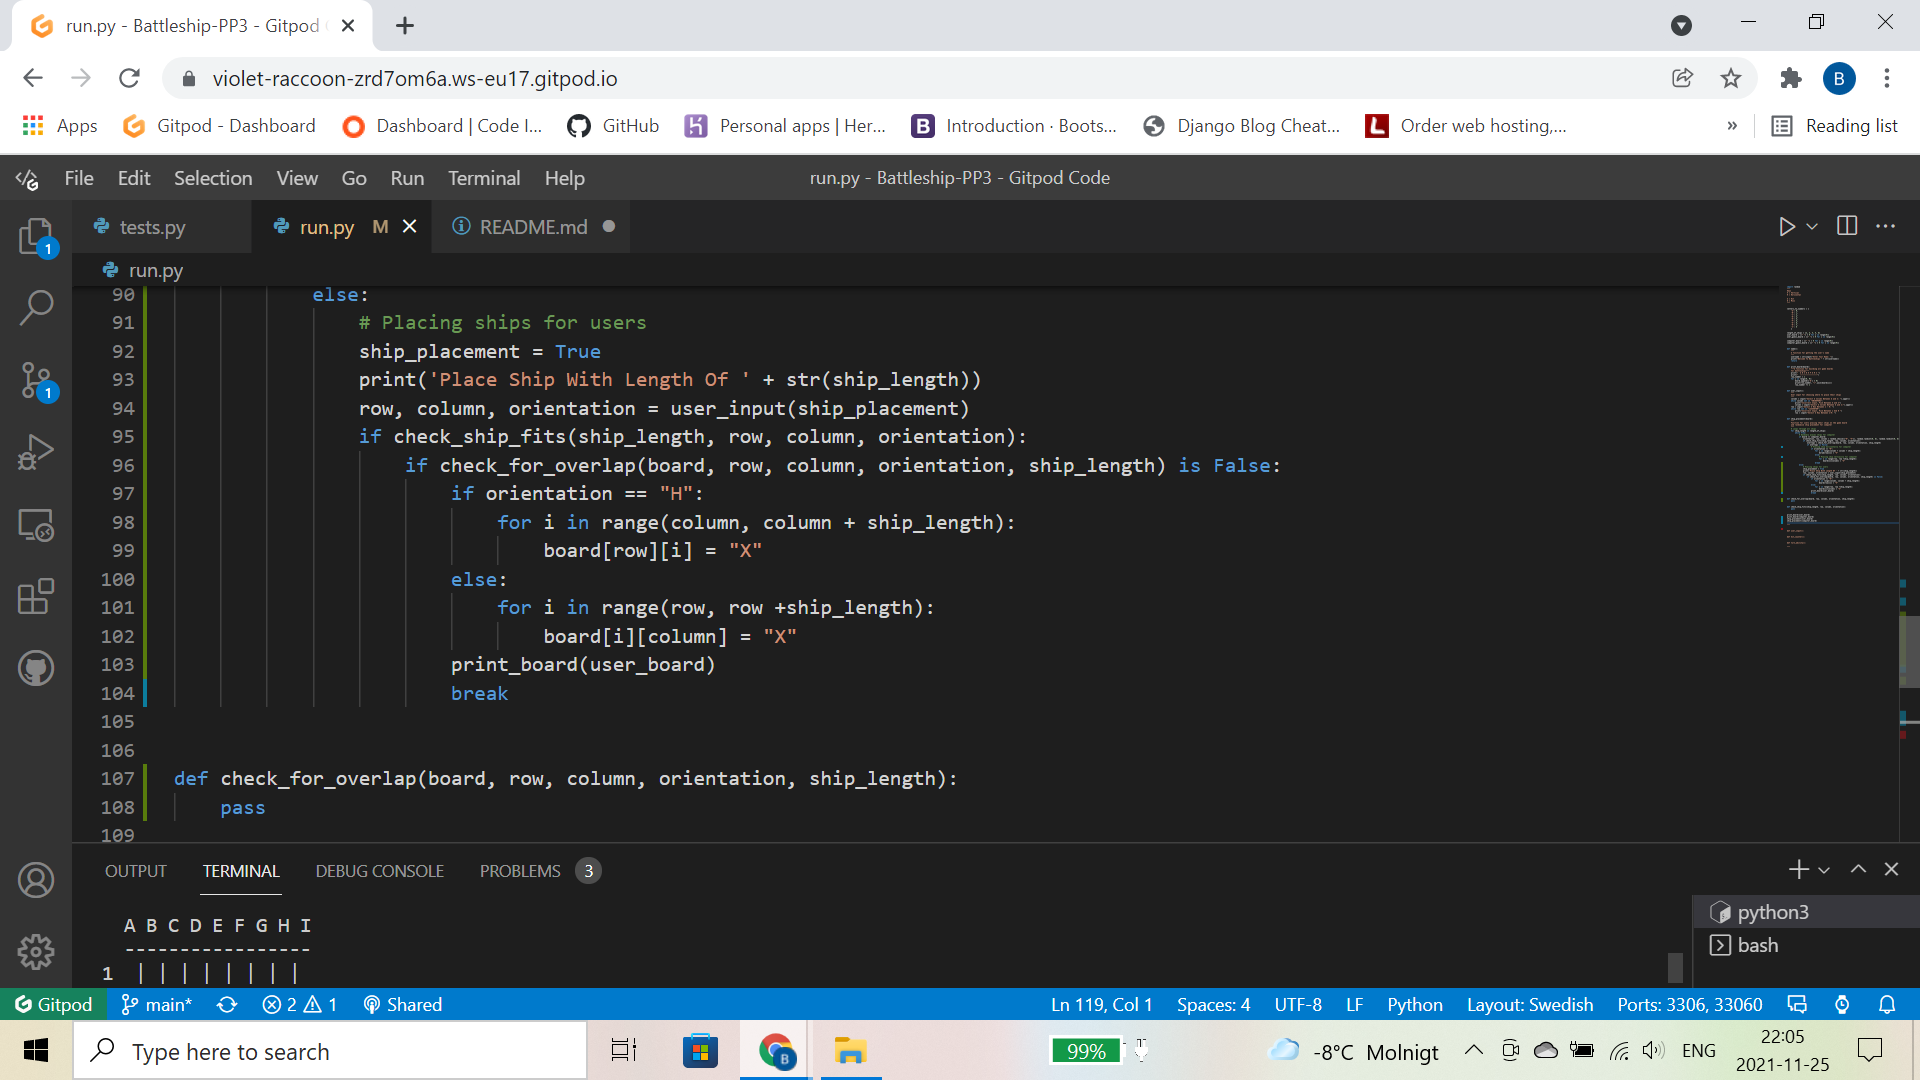 run.py - Battleship-PP3 - Gitpod
violet-raccoon-zrd7om6a.ws-eu17.gitpod.io
B
Apps
Gitpod - Dashboard
Dashboard | Code I...
GitHub
Personal apps | Her...
Introduction · Boots...
Django Blog Cheat...
Order web hosting,...
»
Reading list
File Edit Selection View Go Run Terminal Help
run.py - Battleship-PP3 - Gitpod Code
tests.py
run.py M
README.md
1
run.py
90 else:
91 # Placing ships for users
92 ship_placement = True
93 print('Place Ship With Length Of ' + str(ship_length))
94 row, column, orientation = user_input(ship_placement)
95 if check_ship_fits(ship_length, row, column, orientation):
96 if check_for_overlap(board, row, column, orientation, ship_length) is False:
97 if orientation == "H":
98 for i in range(column, column + ship_length):
99 board[row][i] = "X"
100 else:
101 for i in range(row, row +ship_length):
102 board[i][column] = "X"
103 print_board(user_board)
104 break
105
106
107 def check_for_overlap(board, row, column, orientation, ship_length):
108 pass
109
1
OUTPUT TERMINAL DEBUG CONSOLE PROBLEMS 3
A B C D E F G H I
-----------------
1 | | | | | | | |
python3
bash
Gitpod main* 2 1 Shared
Ln 119, Col 1 Spaces: 4 UTF-8 LF Python Layout: Swedish Ports: 3306, 33060
Type here to search
B
99%
-8°C Molnigt
ENG
22:05
2021-11-25